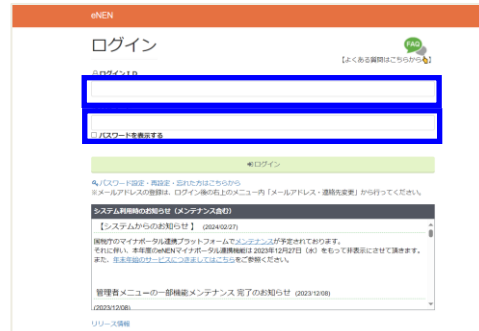 eNEN
ログイン
FAQ
【よくある質問はこちらから】
ログインID
パスワードを表示する
ログイン
パスワード設定・再設定・忘れた方はこちらから
※メールアドレスの登録は、ログイン後の右上のメニュー内「メールアドレス・連絡先変更」から行ってください。
システム利用時のお知らせ（メンテナンス含む）
【システムからのお知らせ】 (2024/02/27)
国税庁のマイナポータル連携プラットフォームでメンテナンスが予定されております。
それに伴い、本年度のeNENマイナポータル連携機能は 2023年12月27日（水）をもって非表示にさせて頂きます。
また、年末年始のサービスにつきましてはこちらをご参照ください。
管理者メニューの一部機能メンテナンス 完了のお知らせ (2023/12/08)
(2023/12/08)
リリース情報